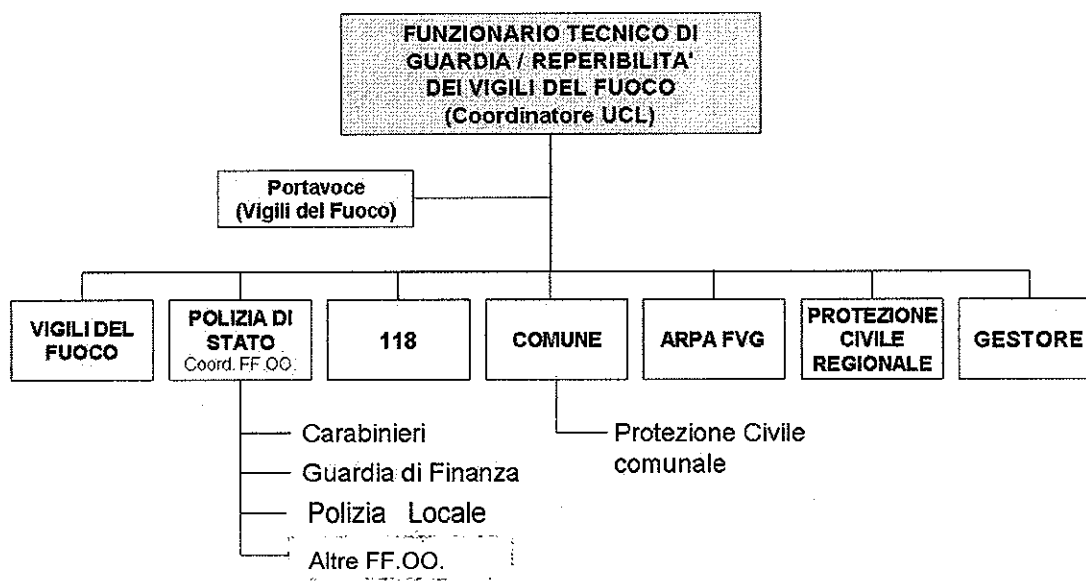 FUNZIONARIO TECNICO DI
GUARDIA / REPERIBILITA'
DEI VIGILI DEL FUOCO
(Coordinatore UCL)
Portavoce
(Vigili del Fuoco)
VIGILI DEL
FUOCO
POLIZIA DI
STATO
Coord. FF.OO.
118
COMUNE
ARPA FVG
PROTEZIONE
CIVILE
REGIONALE
GESTORE
Carabinieri
Guardia di Finanza
Polizia Locale
Altre FF.OO.
Protezione Civile
comunale